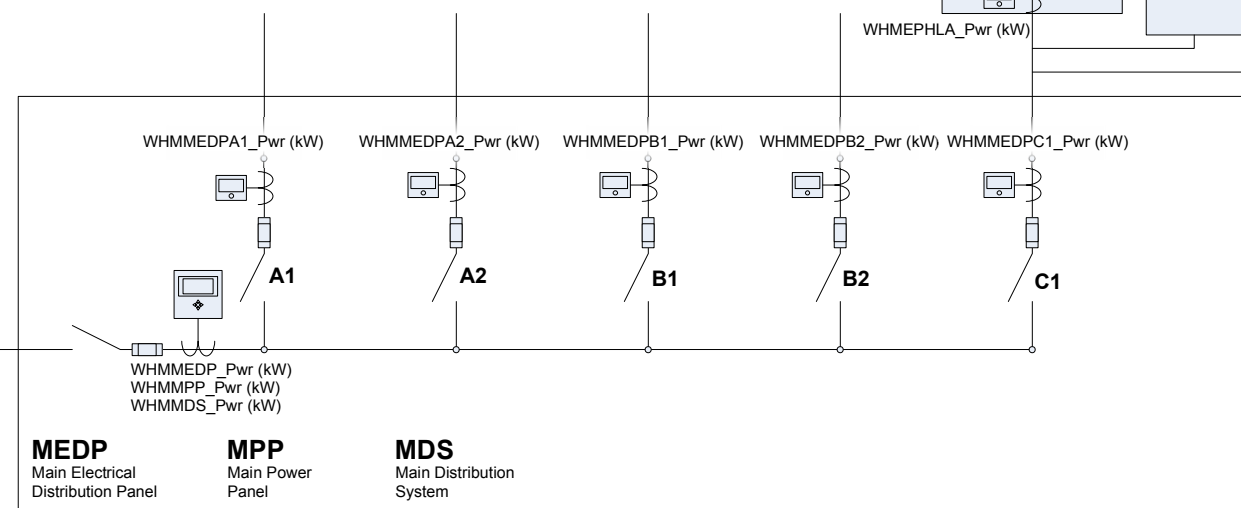 WHMEPHLA_Pwr (kW)
WHMMEDPA1_Pwr (kW)
WHMMEDPA2_Pwr (kW)
WHMMEDPB1_Pwr (kW)
WHMMEDPB2_Pwr (kW)
WHMMEDPC1_Pwr (kW)
A1
A2
B1
B2
C1
WHMMEDP_Pwr (kW)
WHMMPP_Pwr (kW)
WHMMDS_Pwr (kW)
MEDP
Main Electrical
Distribution Panel
MPP
Main Power
Panel
MDS
Main Distribution
System